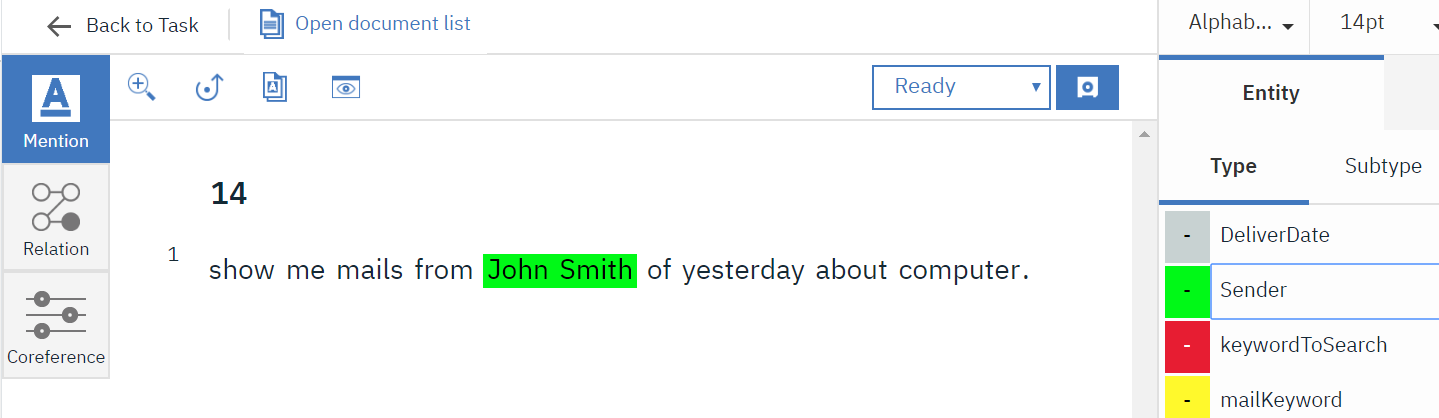 Back to Task
Open document list
Alphab...
14pt
Mention
Relation
Coreference
Ready
14
1
show me mails from John Smith of yesterday about computer.
Entity
Type
Subtype
- DeliverDate
- Sender
- keywordToSearch
- mailKeyword